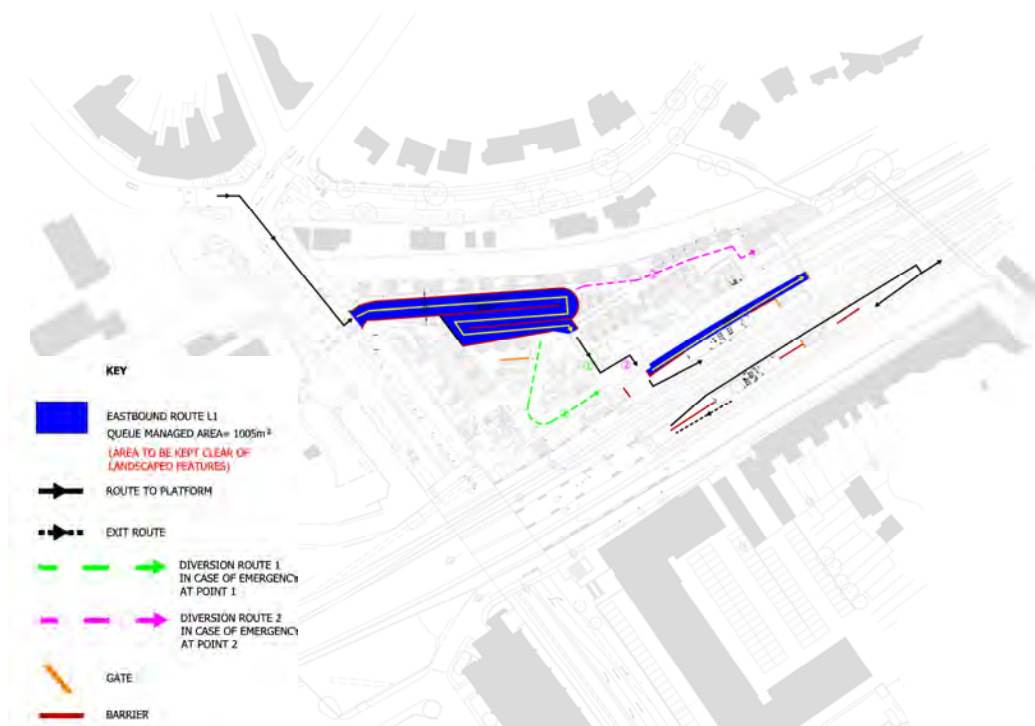 ①
②
KEY
EASTBOUND ROUTE L1
QUEUE MANAGED AREA= 1005m²
(AREA TO BE KEPT CLEAR OF
LANDSCAPED FEATURES)
ROUTE TO PLATFORM
EXIT ROUTE
DIVERSION ROUTE 1
IN CASE OF EMERGENCY
AT POINT 1
DIVERSION ROUTE 2
IN CASE OF EMERGENCY
AT POINT 2
GATE
BARRIER